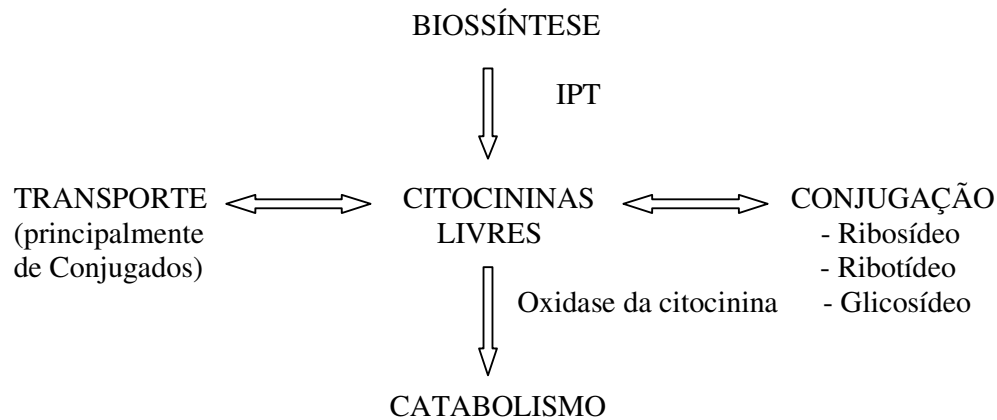 BIOSSÍNTESE
IPT
TRANSPORTE
(principalmente
de Conjugados)
CITOCININAS
LIVRES
CONJUGAÇÃO
- Ribosídeo
- Ribotídeo
- Glicosídeo
Oxidase da citocinina
CATABOLISMO